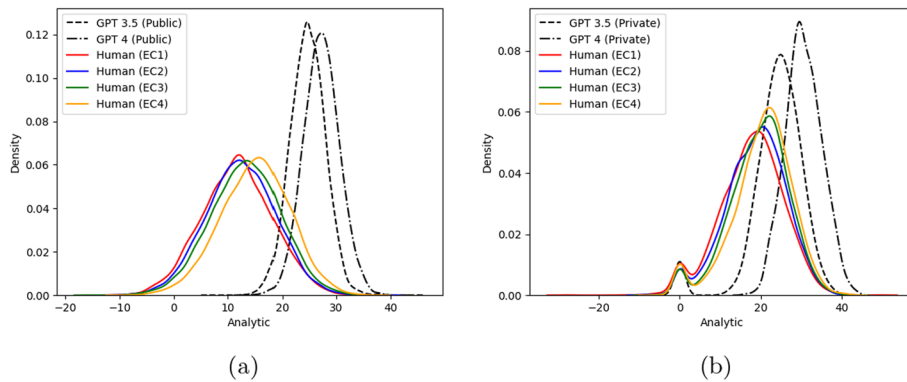 GPT 3.5 (Public)
GPT 4 (Public)
Human (EC1)
Human (EC2)
Human (EC3)
Human (EC4)
Density
0.12
0.10
0.08
0.06
0.04
0.02
0.00
−20
−10
0
10
20
30
40
Analytic
(a)
GPT 3.5 (Private)
GPT 4 (Private)
Human (EC1)
Human (EC2)
Human (EC3)
Human (EC4)
Density
0.08
0.06
0.04
0.02
0.00
−20
0
20
40
Analytic
(b)